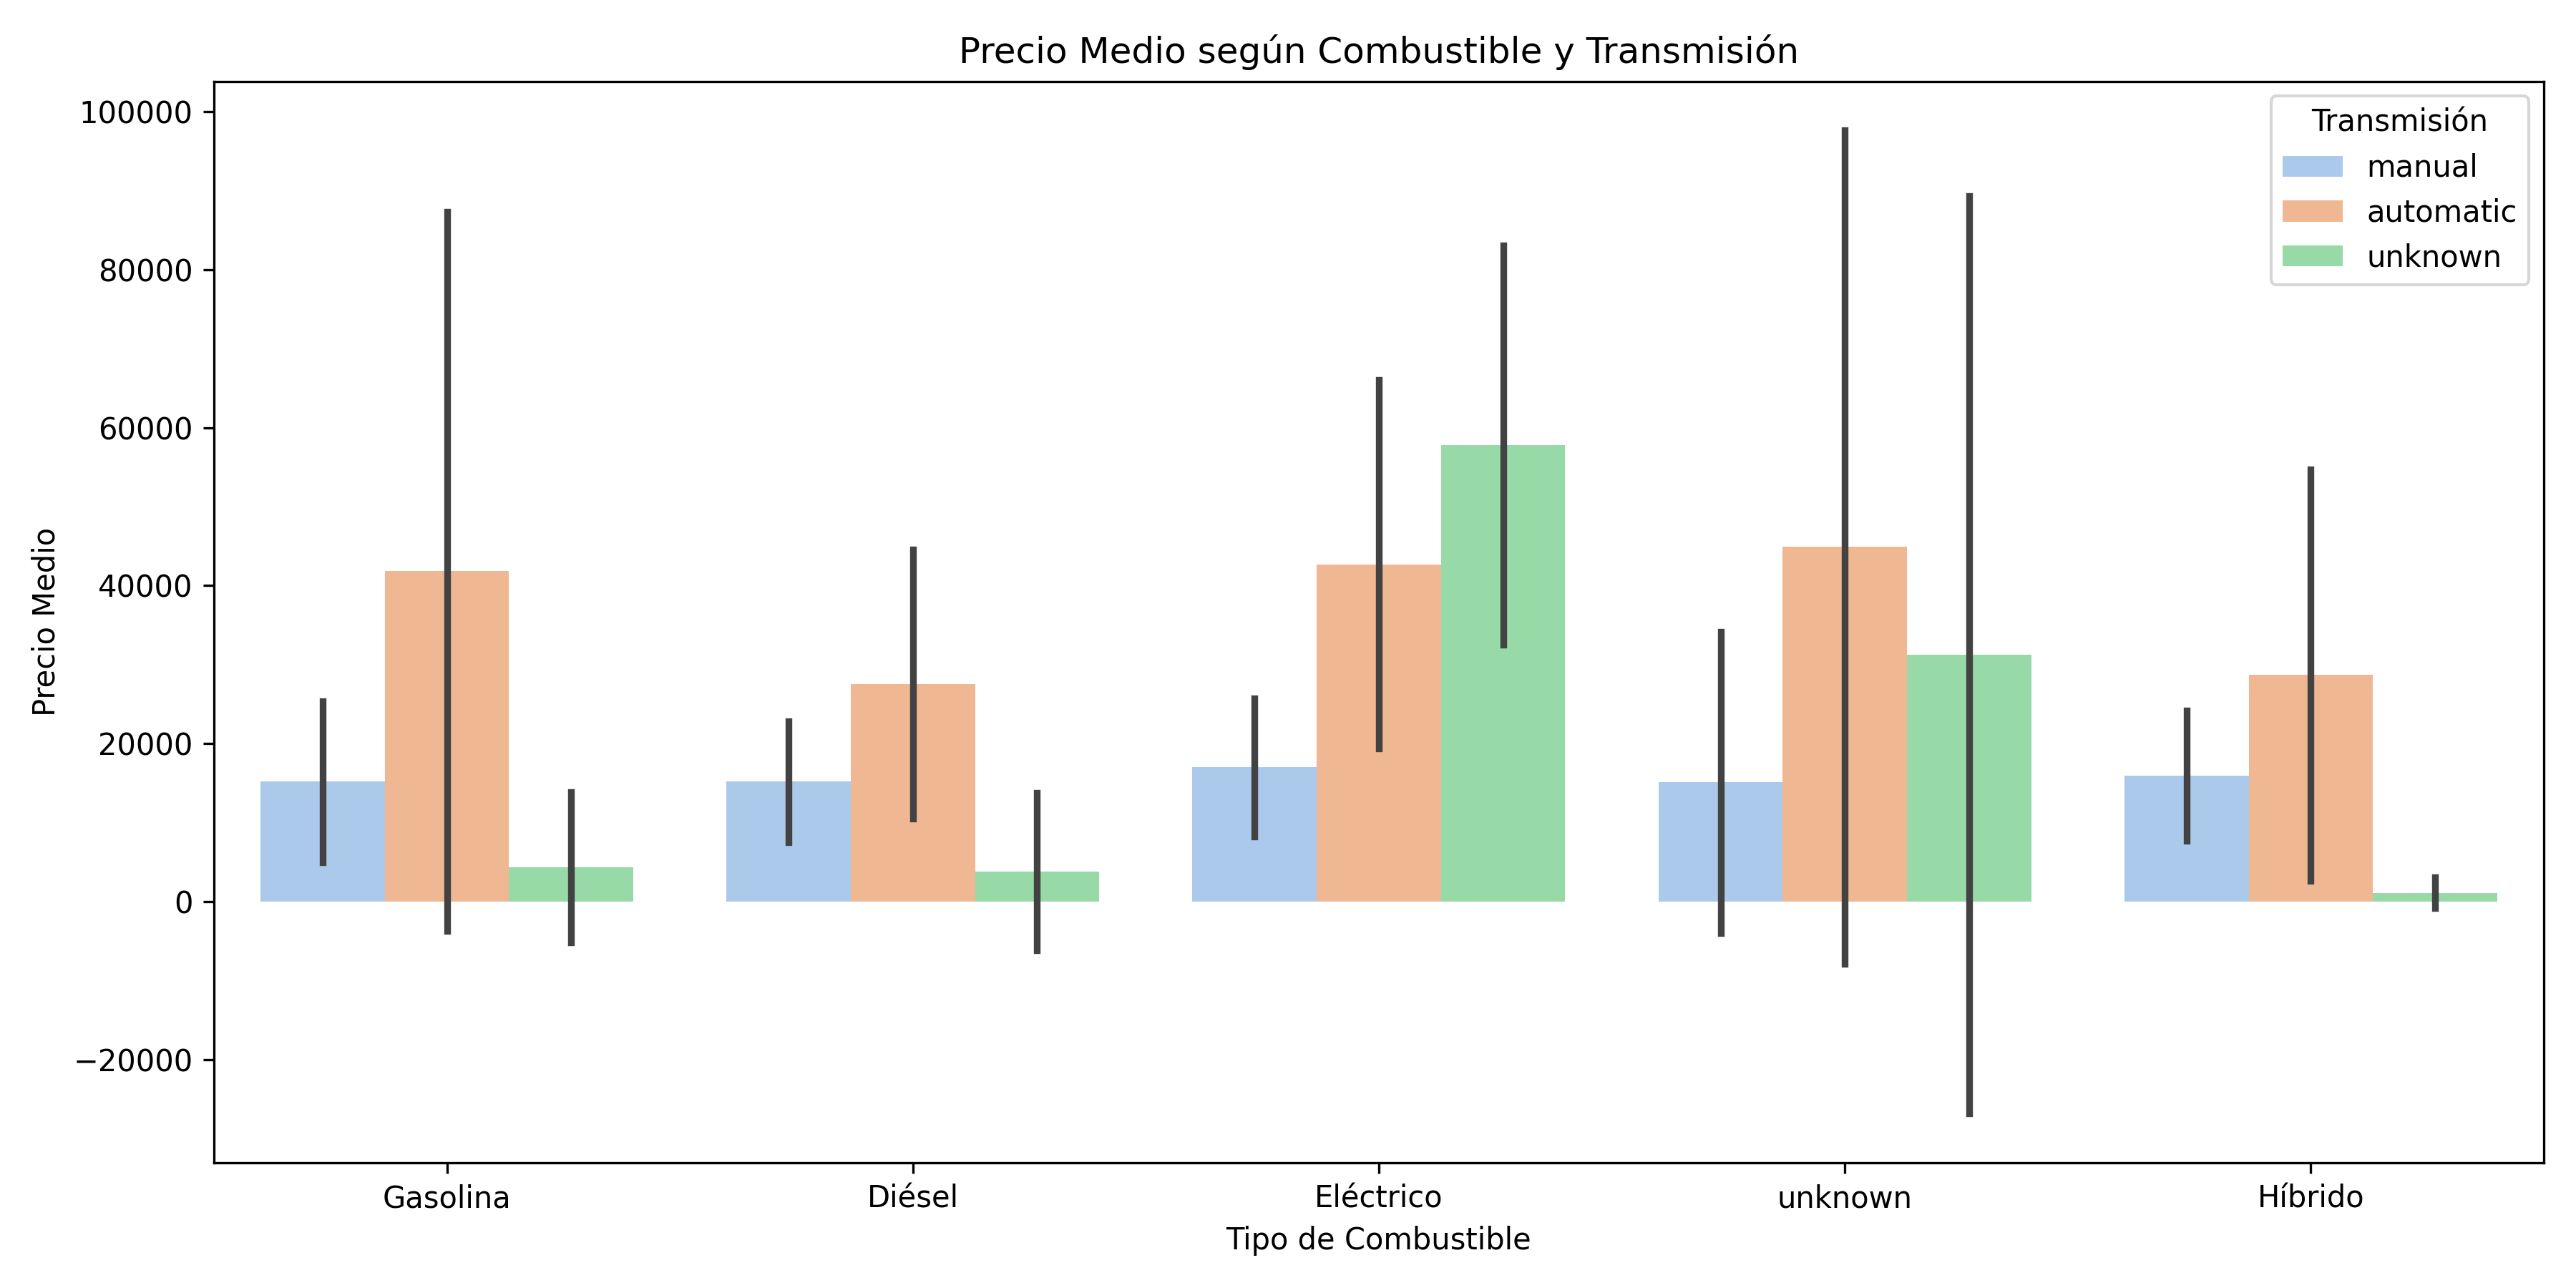 Precio Medio según Combustible y Transmisión
Precio Medio
100000
80000
60000
40000
20000
0
−20000
Transmisión
manual
automatic
unknown
Gasolina
Diésel
Eléctrico
unknown
Híbrido
Tipo de Combustible